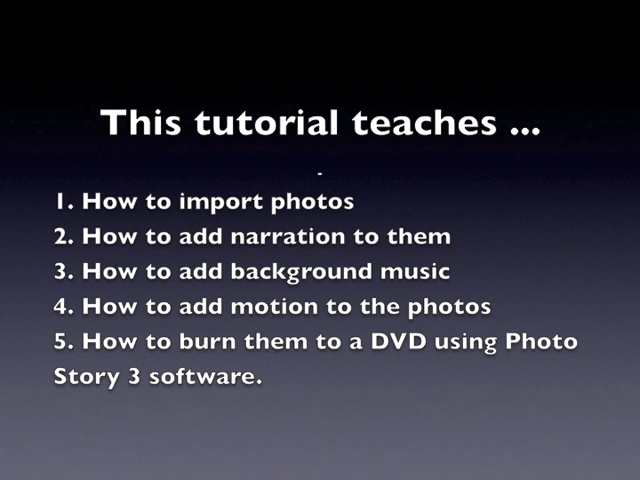 This tutorial teaches ...
-
1. How to import photos
2. How to add narration to them
3. How to add background music
4. How to add motion to the photos
5. How to burn them to a DVD using Photo
Story 3 software.